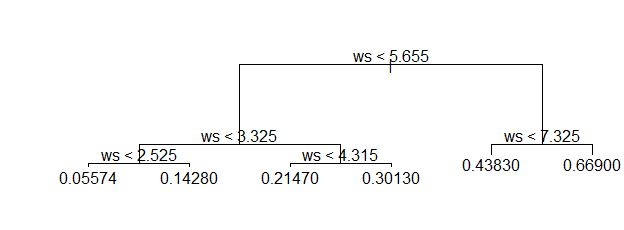 ws < 5.655
ws < 3.325
ws < 7.325
ws < 2.525
ws < 4.315
0.43830
0.66900
0.05574
0.14280
0.21470
0.30130